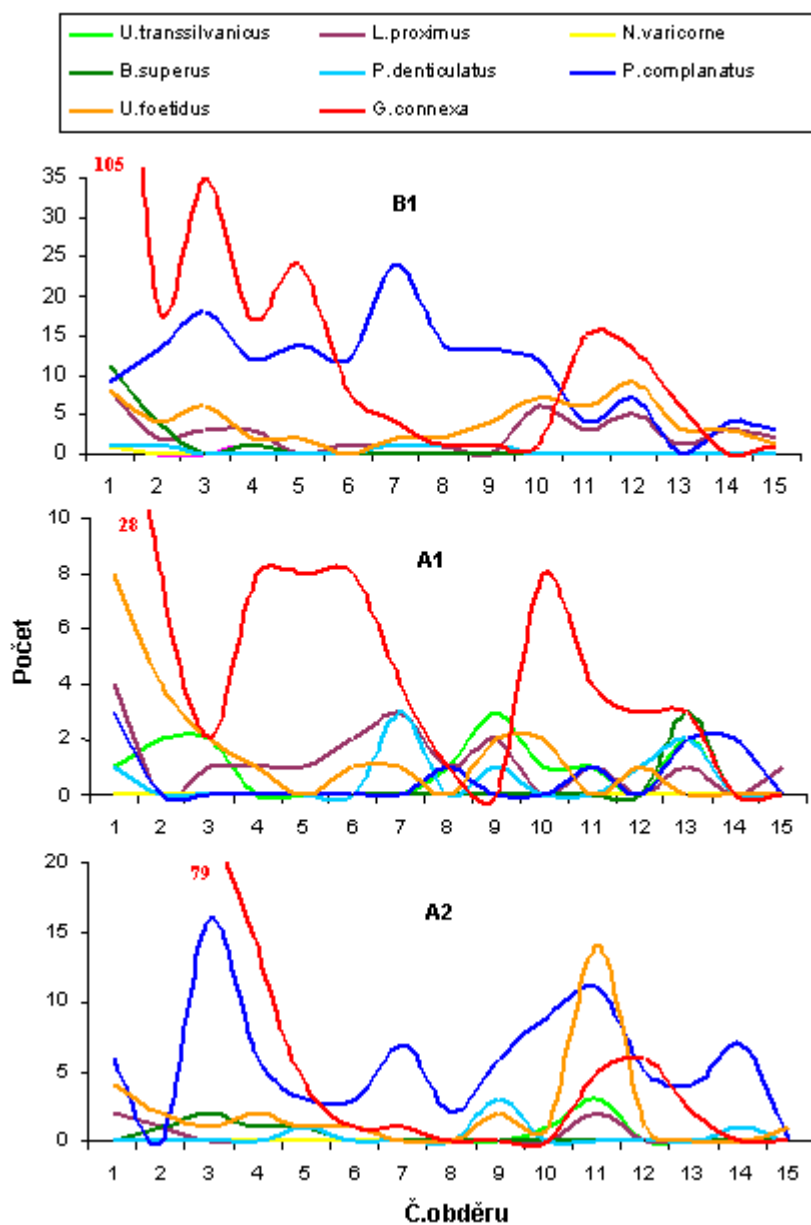 U.transsilvanicus L.proximus N.varicorne
B.superus P.denticulatus P.complanatus
U.foetidus G.connexa
105
B1
35
30
25
20
15
10
5
0
1 2 3 4 5 6 7 8 9 10 11 12 13 14 15
28
A1
10
8
6
4
2
0
Počet
1 2 3 4 5 6 7 8 9 10 11 12 13 14 15
79
A2
20
15
10
5
0
1 2 3 4 5 6 7 8 9 10 11 12 13 14 15
Č.obděru